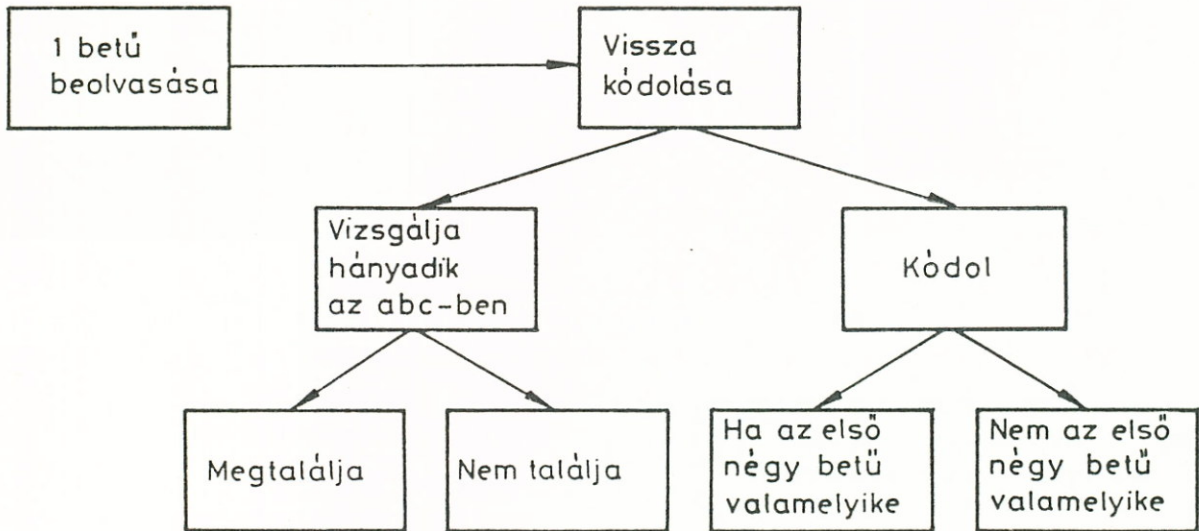 1 betű
beolvasása
Vissza
kódolása
Vizsgálja
hányadik
az abc-ben
Kódol
Megtalálja
Nem találja
Ha az első
négy betű
valamelyike
Nem az első
négy betű
valamelyike